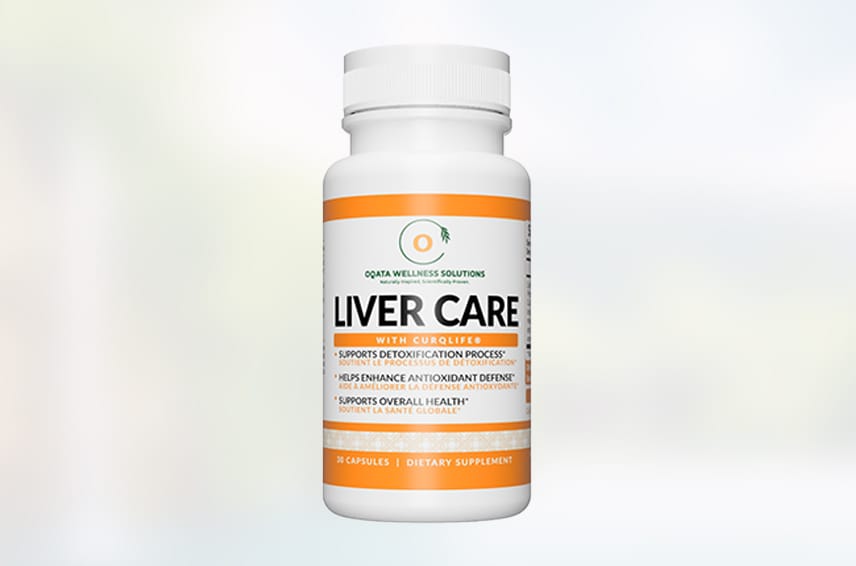 O
OQATA WELLNESS SOLUTIONS
Naturally Inspired, Scientifically Proven.
LIVER CARE
WITH CURQLIFE®
• SUPPORTS DETOXIFICATION PROCESS*
SOUTIENT LE PROCESSUS DE DÉTOXIFICATION*
• HELPS ENHANCE ANTIOXIDANT DEFENSE*
AIDE À AMÉLIORER LA DÉFENSE ANTIOXYDANTE*
• SUPPORTS OVERALL HEALTH*
SOUTIENT LA SANTÉ GLOBALE*
30 CAPSULES | DIETARY SUPPLEMENT